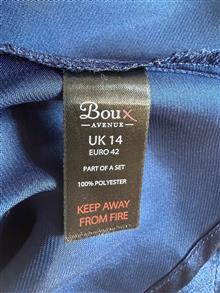 Boux
AVENUE
UK 14
EURO 42
PART OF A SET
100% POLYESTER
KEEP AWAY
FROM FIRE